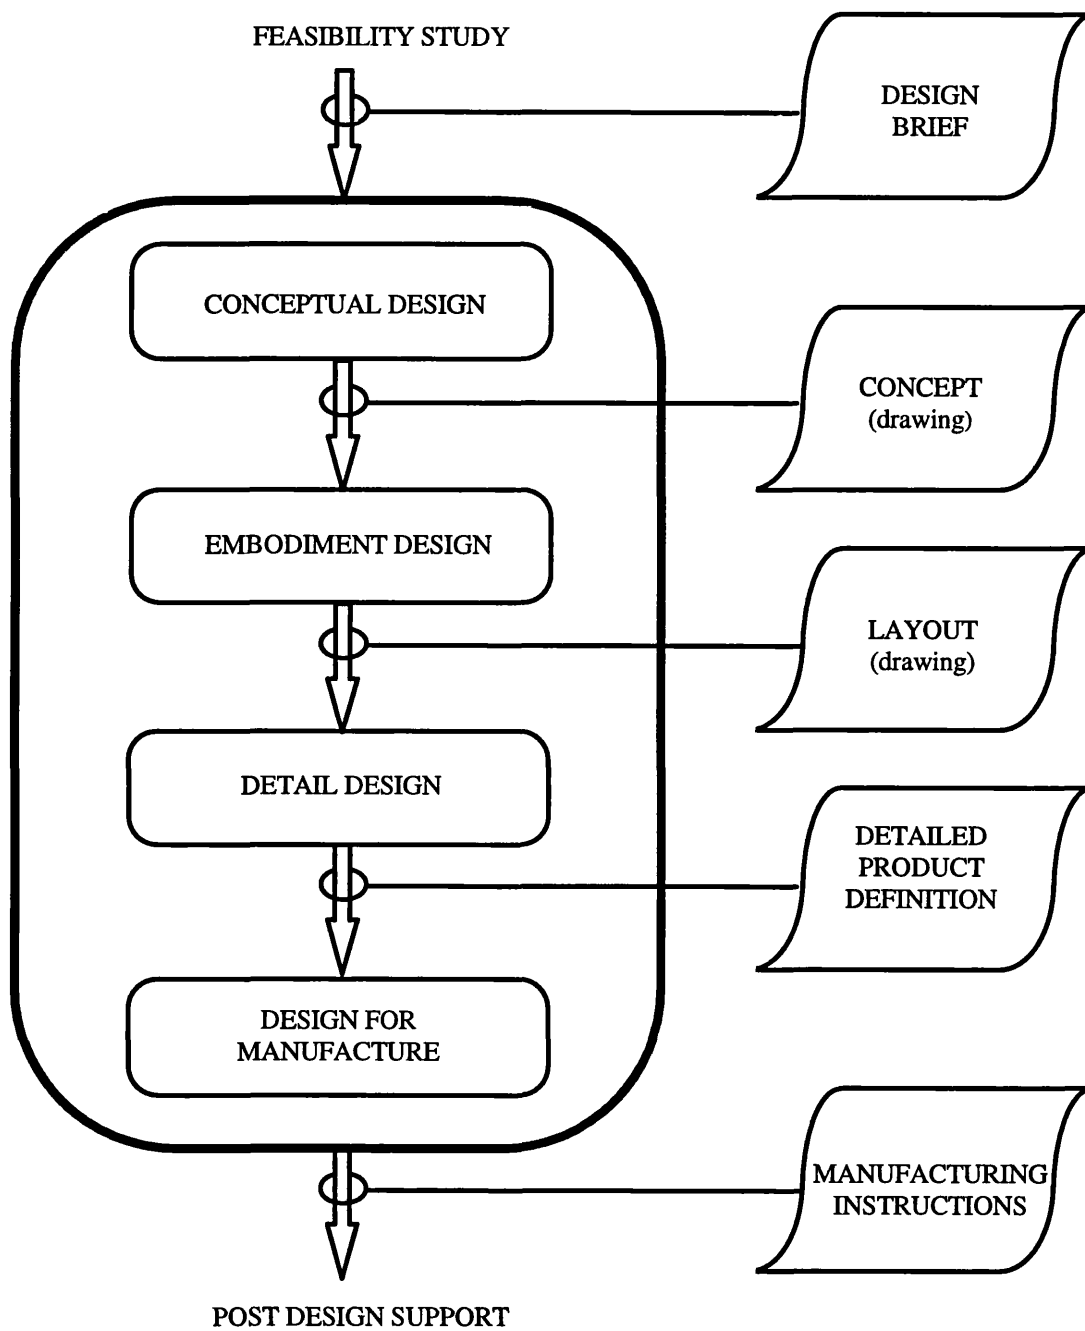 FEASIBILITY STUDY
DESIGN
BRIEF
CONCEPTUAL DESIGN
CONCEPT
(drawing)
EMBODIMENT DESIGN
LAYOUT
(drawing)
DETAIL DESIGN
DETAILED
PRODUCT
DEFINITION
DESIGN FOR
MANUFACTURE
MANUFACTURING
INSTRUCTIONS
POST DESIGN SUPPORT